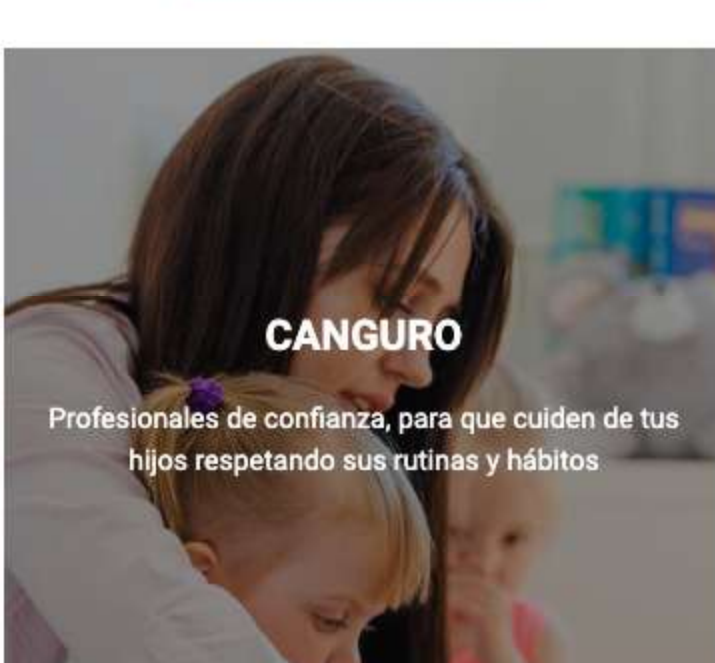 CANGURO
Profesionales de confianza, para que cuiden de tus
hijos respetando sus rutinas y hábitos